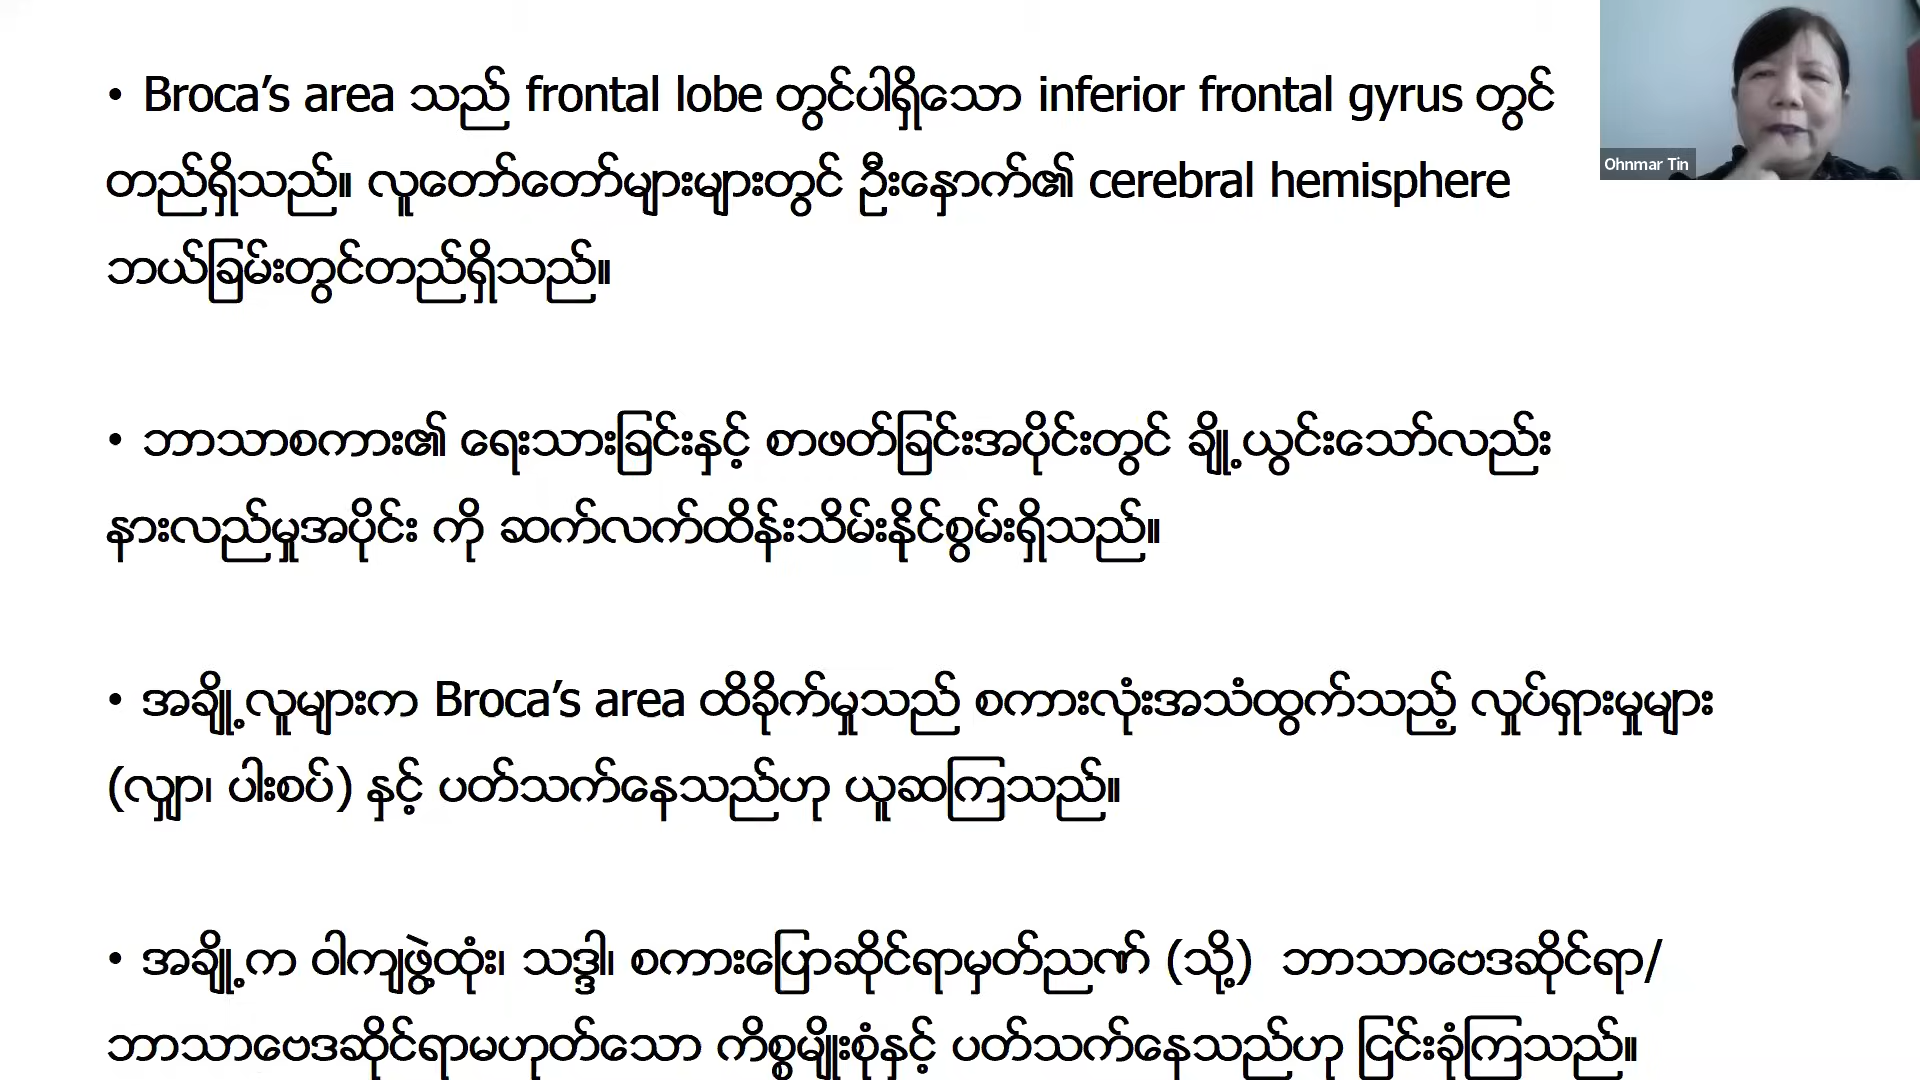 • Broca’s area သည် frontal lobe တွင်ပါရှိသော inferior frontal gyrus တွင်
တည်ရှိသည်။ လူတော်တော်များများတွင် ဦးနှောက်၏ cerebral hemisphere
ဘယ်ခြမ်းတွင်တည်ရှိသည်။
• ဘာသာစကား၏ ရေးသားခြင်းနှင့် စာဖတ်ခြင်းအပိုင်းတွင် ချို့ယွင်းသော်လည်း
နားလည်မှုအပိုင်း ကို ဆက်လက်ထိန်းသိမ်းနိုင်စွမ်းရှိသည်။
• အချို့လူများက Broca’s area ထိခိုက်မှုသည် စကားလုံးအသံထွက်သည့် လှုပ်ရှားမှုများ
(လျှာ၊ ပါးစပ်) နှင့် ပတ်သက်နေသည်ဟု ယူဆကြသည်။
• အချို့က ဝါကျဖွဲ့ထုံး၊ သဒ္ဒါ၊ စကားပြောဆိုင်ရာမှတ်ညဏ် (သို့) ဘာသာဗေဒဆိုင်ရာ/
ဘာသာဗေဒဆိုင်ရာမဟုတ်သော ကိစ္စမျိုးစုံနှင့် ပတ်သက်နေသည်ဟု ငြင်းခုံကြသည်။
Ohnmar Tin